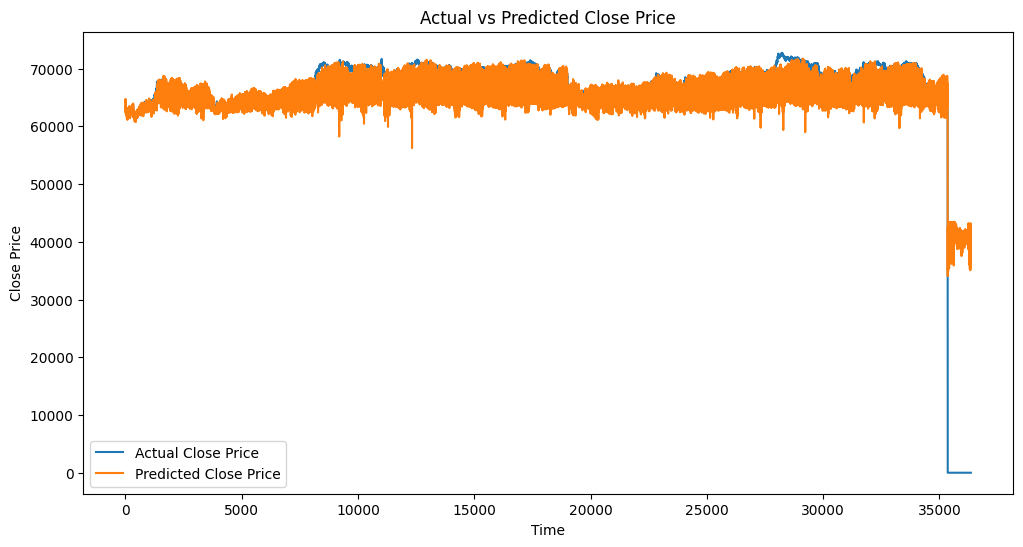 Actual vs Predicted Close Price
Close Price
70000
60000
50000
40000
30000
20000
10000
0
Actual Close Price
Predicted Close Price
0 5000 10000 15000 20000 25000 30000 35000
Time